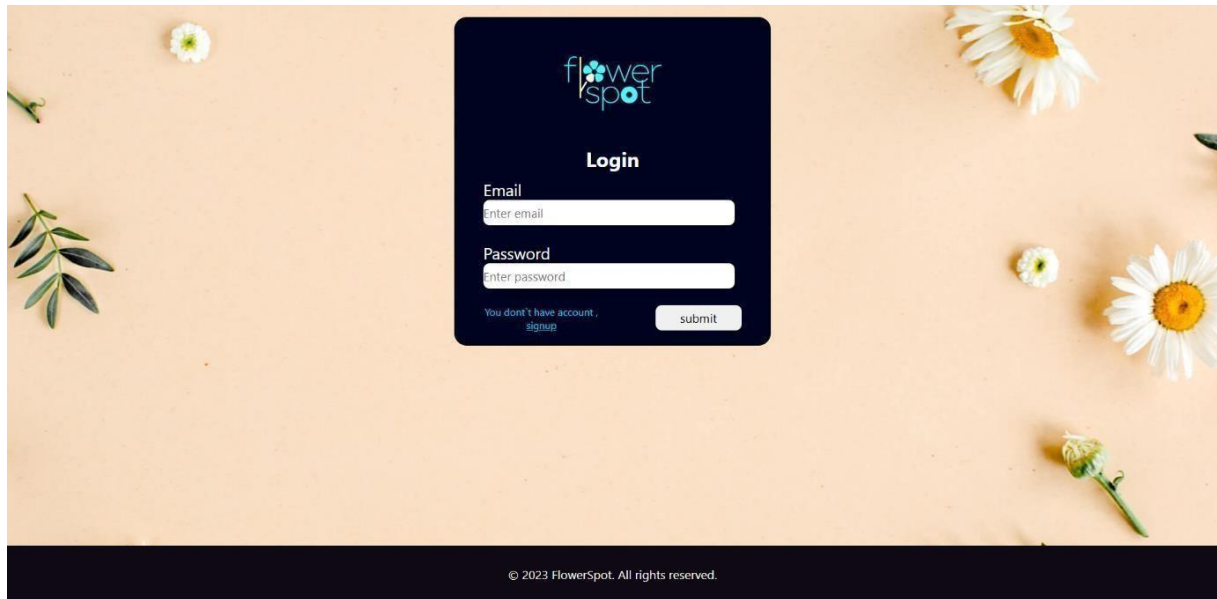 flower
spot
Login
Email
Enter email
Password
Enter password
You dont`t have account ,
signup
submit
© 2023 FlowerSpot. All rights reserved.